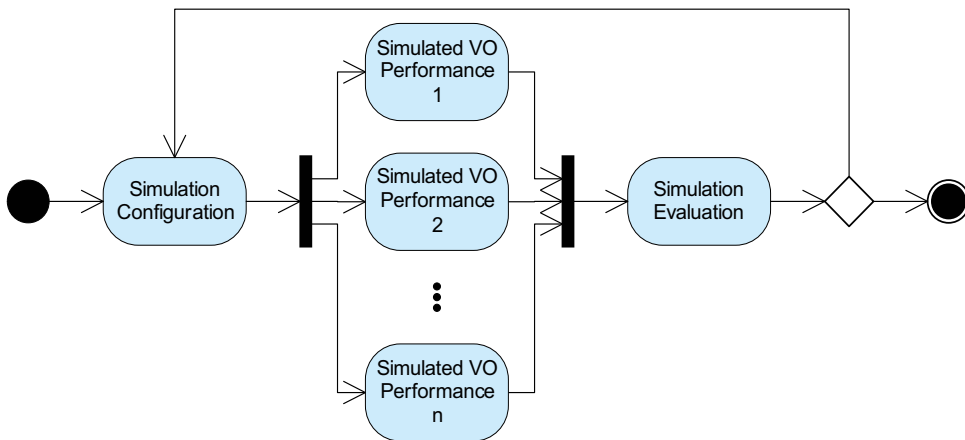 Simulated VO
Performance
1
Simulation
Configuration
Simulated VO
Performance
2
Simulation
Evaluation
Simulated VO
Performance
n